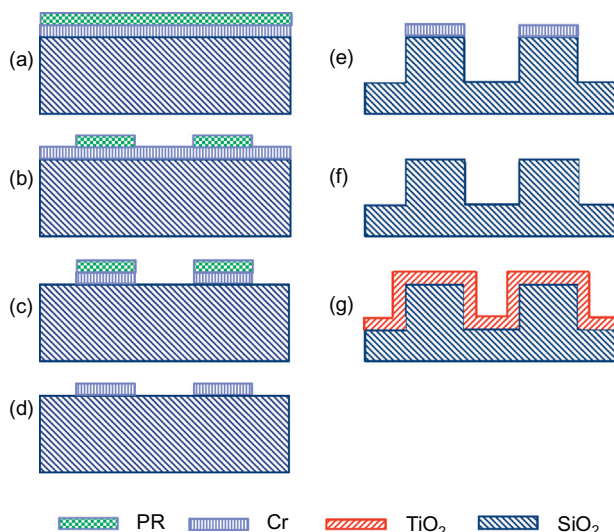 (a)
(b)
(c)
(d)
(e)
(f)
(g)
PR Cr TiO₂ SiO₂